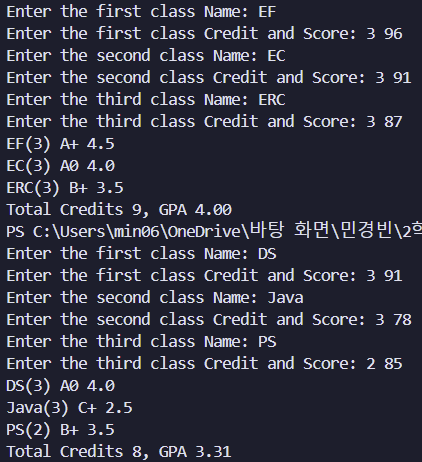 Enter the first class Name: EF
Enter the first class Credit and Score: 3 96
Enter the second class Name: EC
Enter the second class Credit and Score: 3 91
Enter the third class Name: ERC
Enter the third class Credit and Score: 3 87
EF(3) A+ 4.5
EC(3) A0 4.0
ERC(3) B+ 3.5
Total Credits 9, GPA 4.00
PS C:\Users\min06\OneDrive\바탕 화면\민경빈\2학
Enter the first class Name: DS
Enter the first class Credit and Score: 3 91
Enter the second class Name: Java
Enter the second class Credit and Score: 3 78
Enter the third class Name: PS
Enter the third class Credit and Score: 2 85
DS(3) A0 4.0
Java(3) C+ 2.5
PS(2) B+ 3.5
Total Credits 8, GPA 3.31